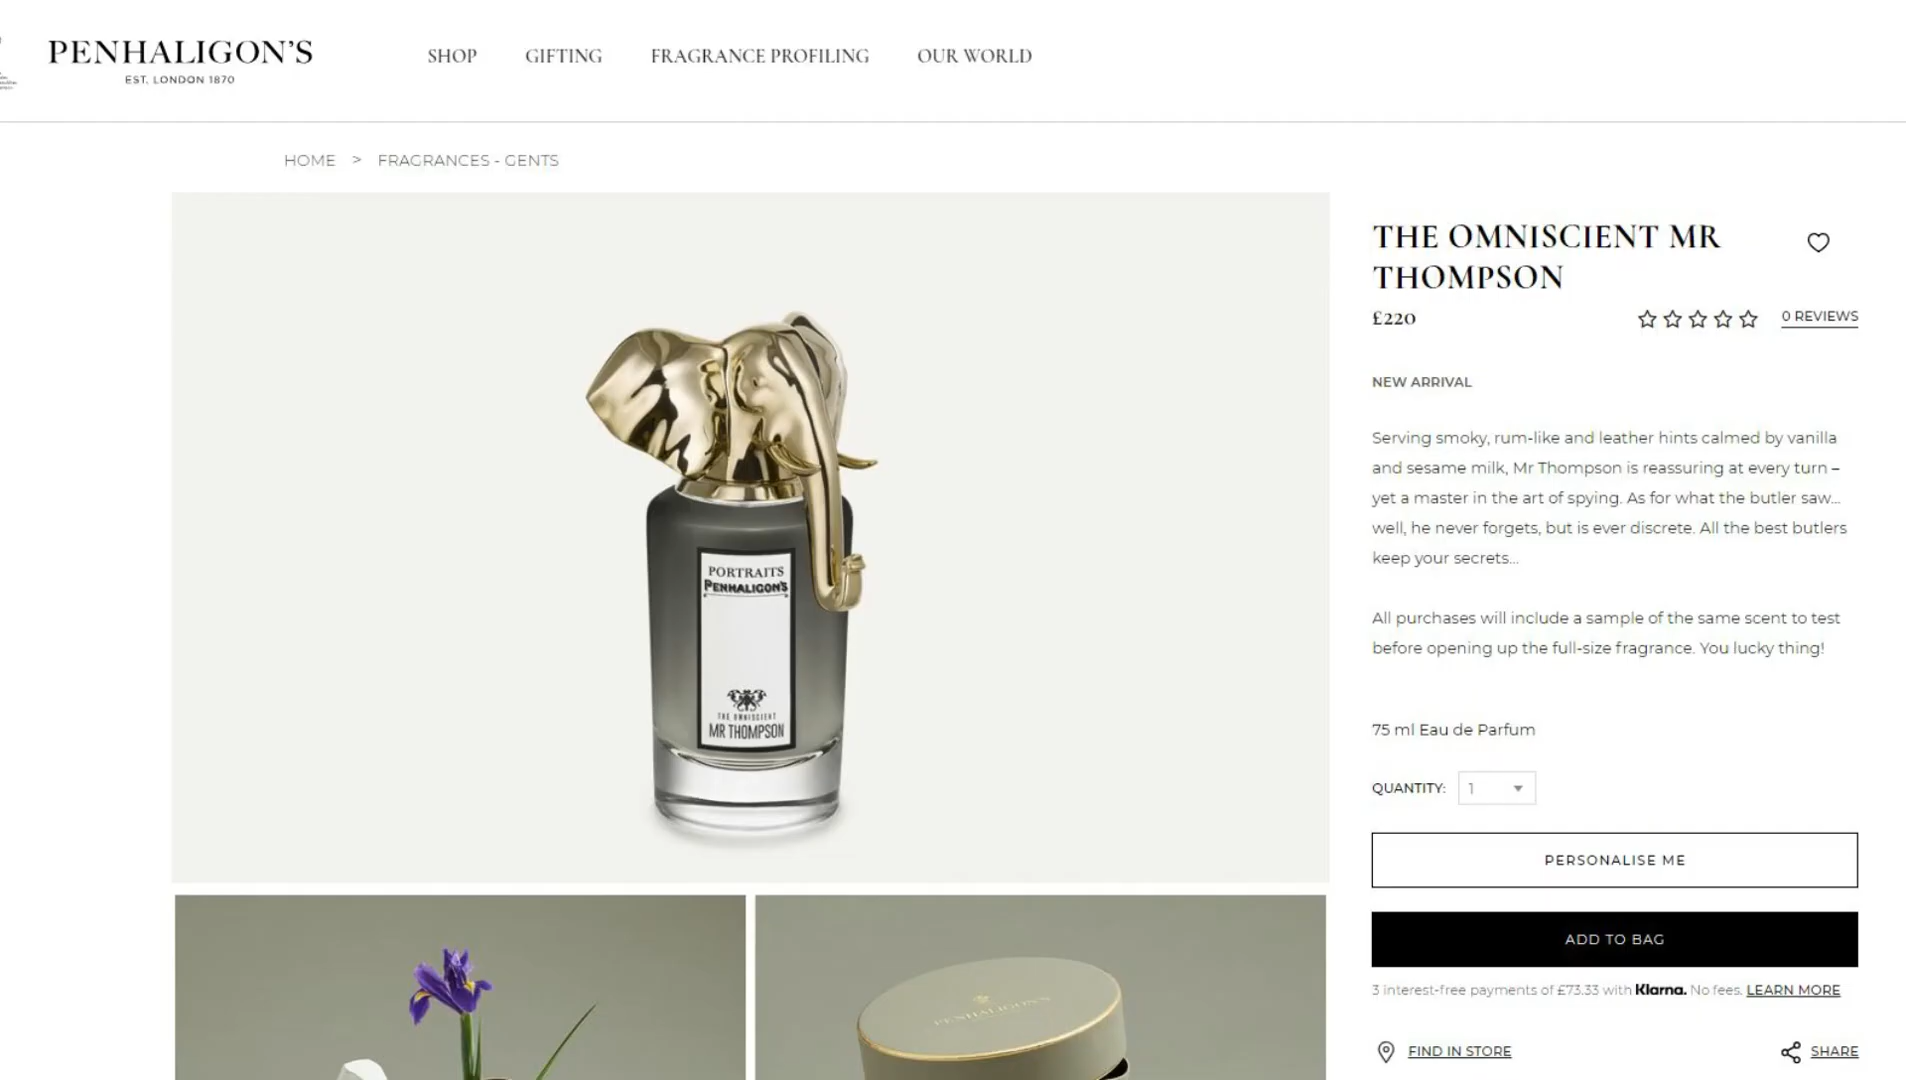 PENHALIGON'S
EST. LONDON 1870
SHOP
GIFTING
FRAGRANCE PROFILING
OUR WORLD
HOME > FRAGRANCES - GENTS
PORTRAITS
PENHALIGON'S
THE OMNISCIENT
MR THOMPSON
THE OMNISCIENT MR
THOMPSON
£220
0 REVIEWS
NEW ARRIVAL
Serving smoky, rum-like and leather hints calmed by vanilla
and sesame milk, Mr Thompson is reassuring at every turn –
yet a master in the art of spying. As for what the butler saw...
well, he never forgets, but is ever discrete. All the best butlers
keep your secrets...
All purchases will include a sample of the same scent to test
before opening up the full-size fragrance. You lucky thing!
75 ml Eau de Parfum
QUANTITY: 1
PERSONALISE ME
ADD TO BAG
3 interest-free payments of £73.33 with Klarna. No fees. LEARN MORE
FIND IN STORE
SHARE
PENHALIGON'S